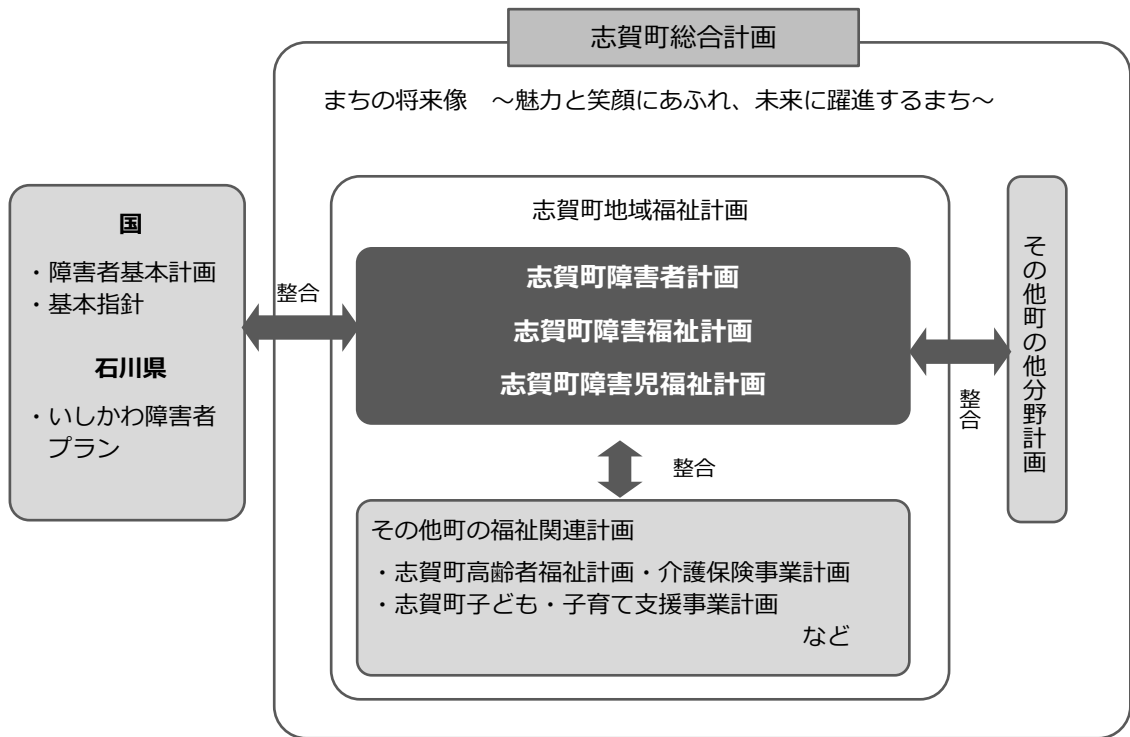 志賀町総合計画
まちの将来像　～魅力と笑顔にあふれ、未来に躍進するまち～
国
・障害者基本計画
・基本指針
石川県
・いしかわ障害者
プラン
整合
志賀町地域福祉計画
志賀町障害者計画
志賀町障害福祉計画
志賀町障害児福祉計画
整合
その他町の福祉関連計画
・志賀町高齢者福祉計画・介護保険事業計画
・志賀町子ども・子育て支援事業計画
など
整合
その他町の他分野計画